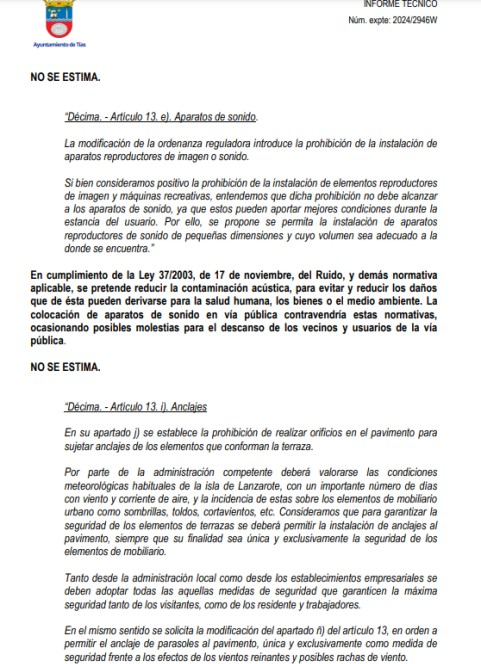 INFORME TÉCNICO
Núm. expte: 2024/2946W
Ayuntamiento de Tías
NO SE ESTIMA.
“Décima. - Artículo 13. e). Aparatos de sonido.
La modificación de la ordenanza reguladora introduce la prohibición de la instalación de
aparatos reproductores de imagen o sonido.
Si bien consideramos positivo la prohibición de la instalación de elementos reproductores
de imagen y máquinas recreativas, entendemos que dicha prohibición no debe alcanzar
a los aparatos de sonido, ya que estos pueden aportar mejores condiciones durante la
estancia del usuario. Por ello, se propone se permita la instalación de aparatos
reproductores de sonido de pequeñas dimensiones y cuyo volumen sea adecuado a la
donde se encuentra.”
En cumplimiento de la Ley 37/2003, de 17 de noviembre, del Ruido, y demás normativa
aplicable, se pretende reducir la contaminación acústica, para evitar y reducir los daños
que de ésta pueden derivarse para la salud humana, los bienes o el medio ambiente. La
colocación de aparatos de sonido en vía pública contravendría estas normativas,
ocasionando posibles molestias para el descanso de los vecinos y usuarios de la vía
pública.
NO SE ESTIMA.
“Décima. - Artículo 13. i). Anclajes
En su apartado j) se establece la prohibición de realizar orificios en el pavimento para
sujetar anclajes de los elementos que conforman la terraza.
Por parte de la administración competente deberá valorarse las condiciones
meteorológicas habituales de la isla de Lanzarote, con un importante número de días
con viento y corriente de aire, y la incidencia de estas sobre los elementos de mobiliario
urbano como sombrillas, toldos, cortavientos, etc. Consideramos que para garantizar la
seguridad de los elementos de terrazas se deberá permitir la instalación de anclajes al
pavimento, siempre que su finalidad sea única y exclusivamente la seguridad de los
elementos de mobiliario.
Tanto desde la administración local como desde los establecimientos empresariales se
deben adoptar todas las aquellas medidas de seguridad que garanticen la máxima
seguridad tanto de los visitantes, como de los residente y trabajadores.
En el mismo sentido se solicita la modificación del apartado ñ) del artículo 13, en orden a
permitir el anclaje de parasoles al pavimento, única y exclusivamente como medida de
seguridad frente a los efectos de los vientos reinantes y posibles rachas de viento.